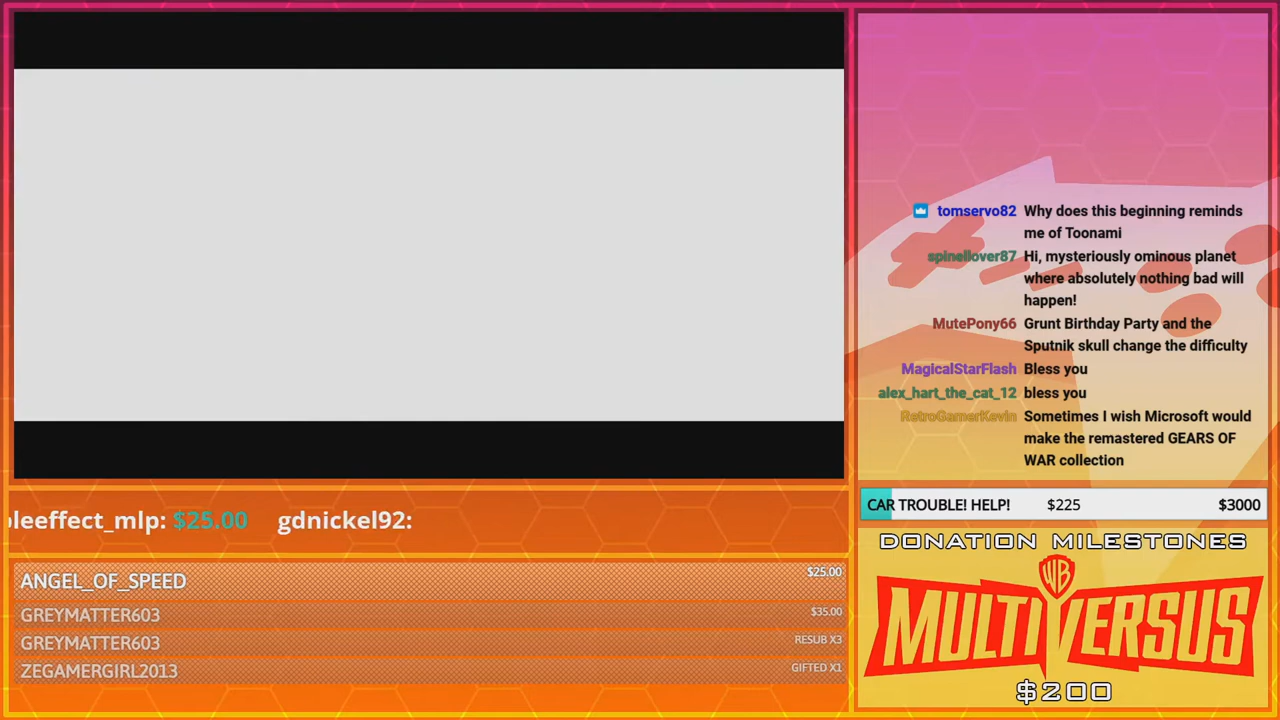 tomservo82 Why does this beginning reminds
me of Toonami
spinellover87 Hi, mysteriously ominous planet
where absolutely nothing bad will
happen!
MutePony66 Grunt Birthday Party and the
Sputnik skull change the difficulty
MagicalStarFlash Bless you
alex_hart_the_cat_12 bless you
RetroGamerKevin Sometimes I wish Microsoft would
make the remastered GEARS OF
WAR collection
CAR TROUBLE! HELP! $225 $3000
leeffect_mlp: $25.00 gdnickel92:
DONATION MILESTONES
WB
MULTIVERSUS
$200
ANGEL_OF_SPEED $25.00
GREYMATTER603 $35.00
GREYMATTER603 RESUB X3
ZEGAMERGIRL2013 GIFTED X1